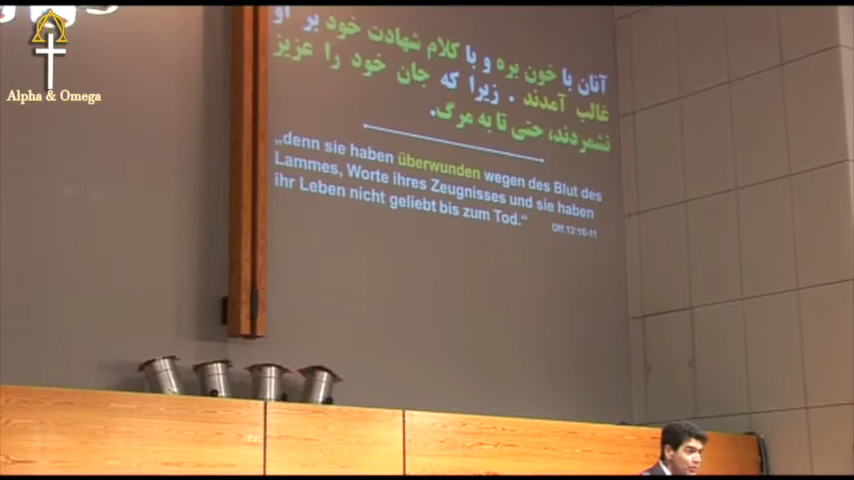 Alpha & Omega
آنان با خون بره و با کلام شهادت خود بر او
غالب آمدند . زیرا که جان خود را عزیز
نشمردند، حتی تا به مرگ.
„denn sie haben überwunden wegen des Blut des
Lammes, Worte ihres Zeugnisses und sie haben
ihr Leben nicht geliebt bis zum Tod.“
Off.12:10-11